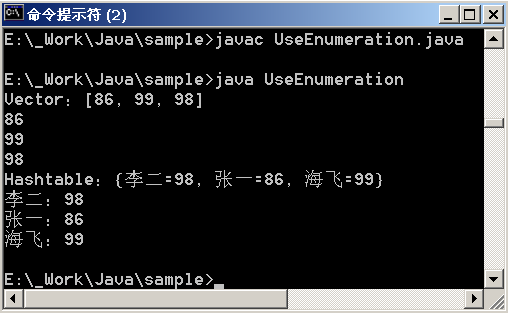 命令提示符 (2)
E:\_Work\Java\sample>javac UseEnumeration.java
E:\_Work\Java\sample>java UseEnumeration
Vector: [86, 99, 98]
86
99
98
Hashtable: {李二=98, 张一=86, 海飞=99}
李二: 98
张一: 86
海飞: 99
E:\_Work\Java\sample>_